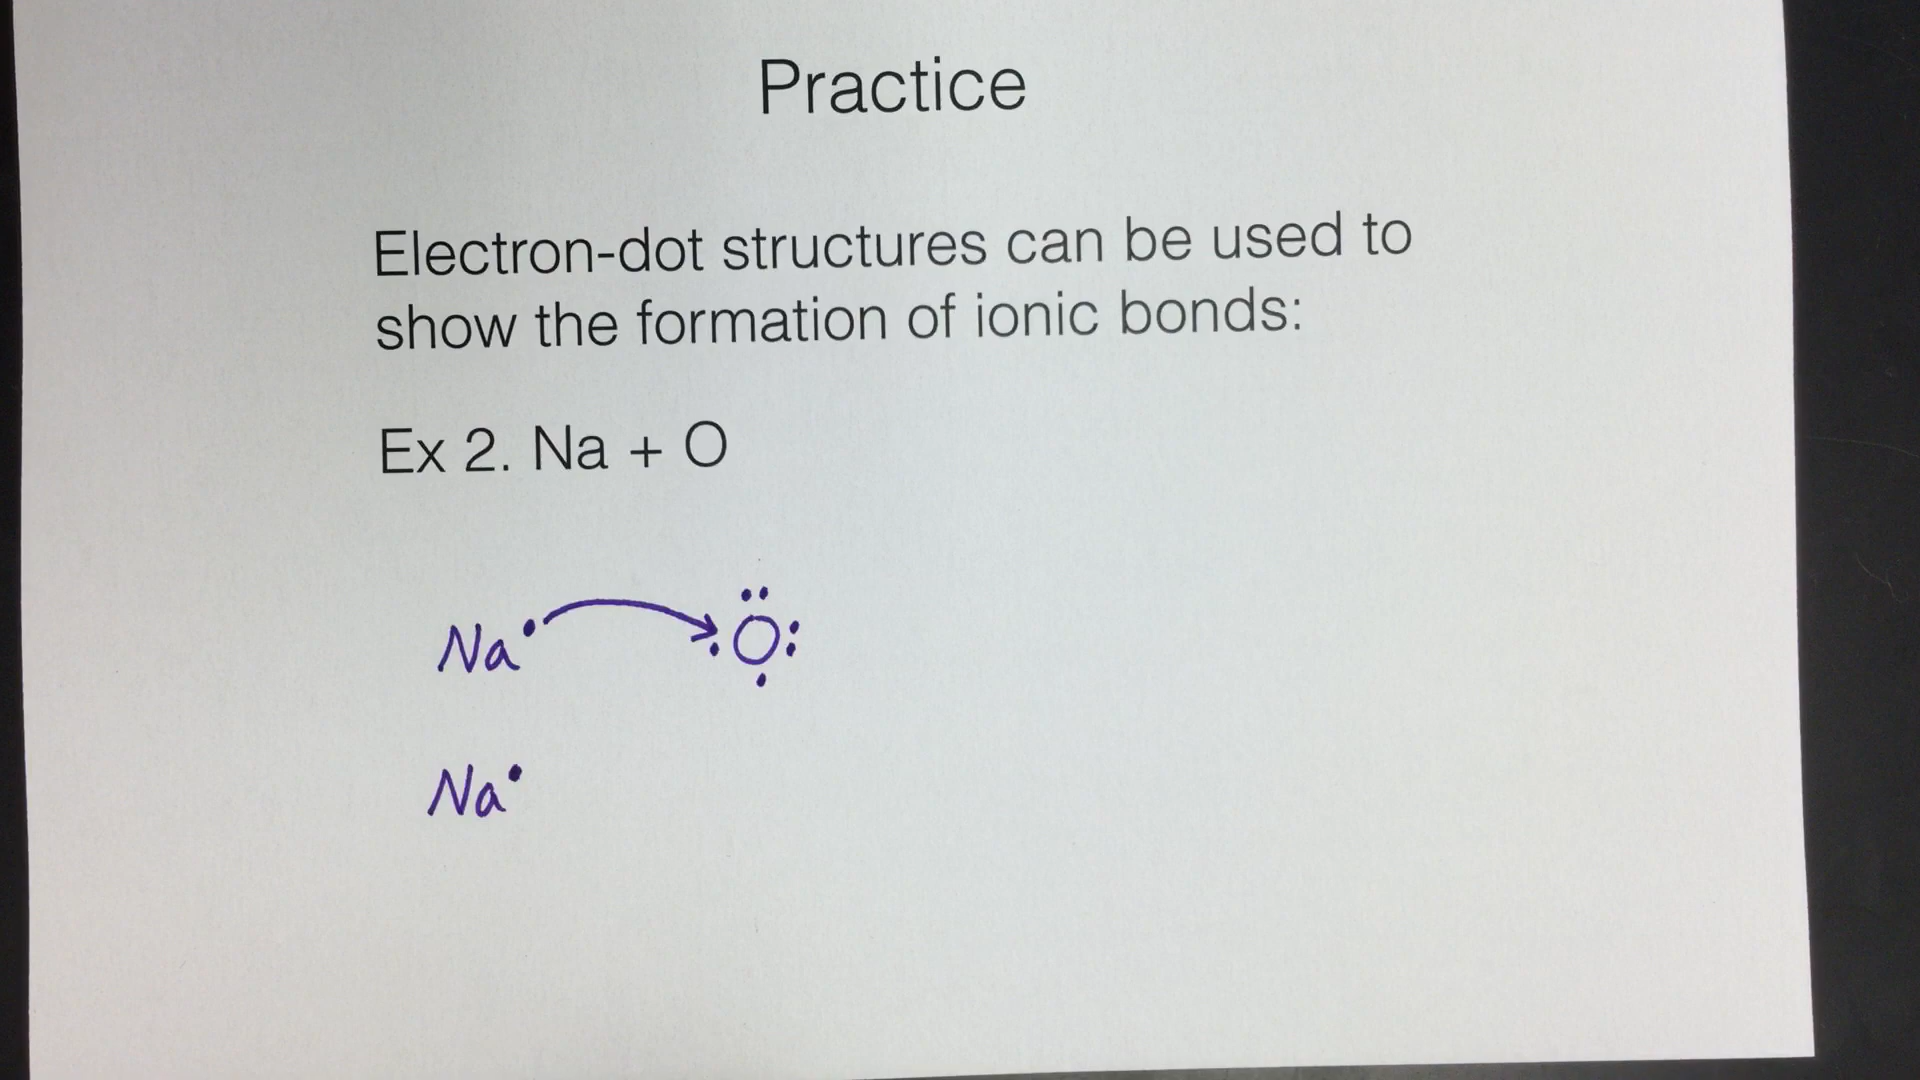 Practice
Electron-dot structures can be used to
show the formation of ionic bonds:
Ex 2. Na + O
Na O
Na